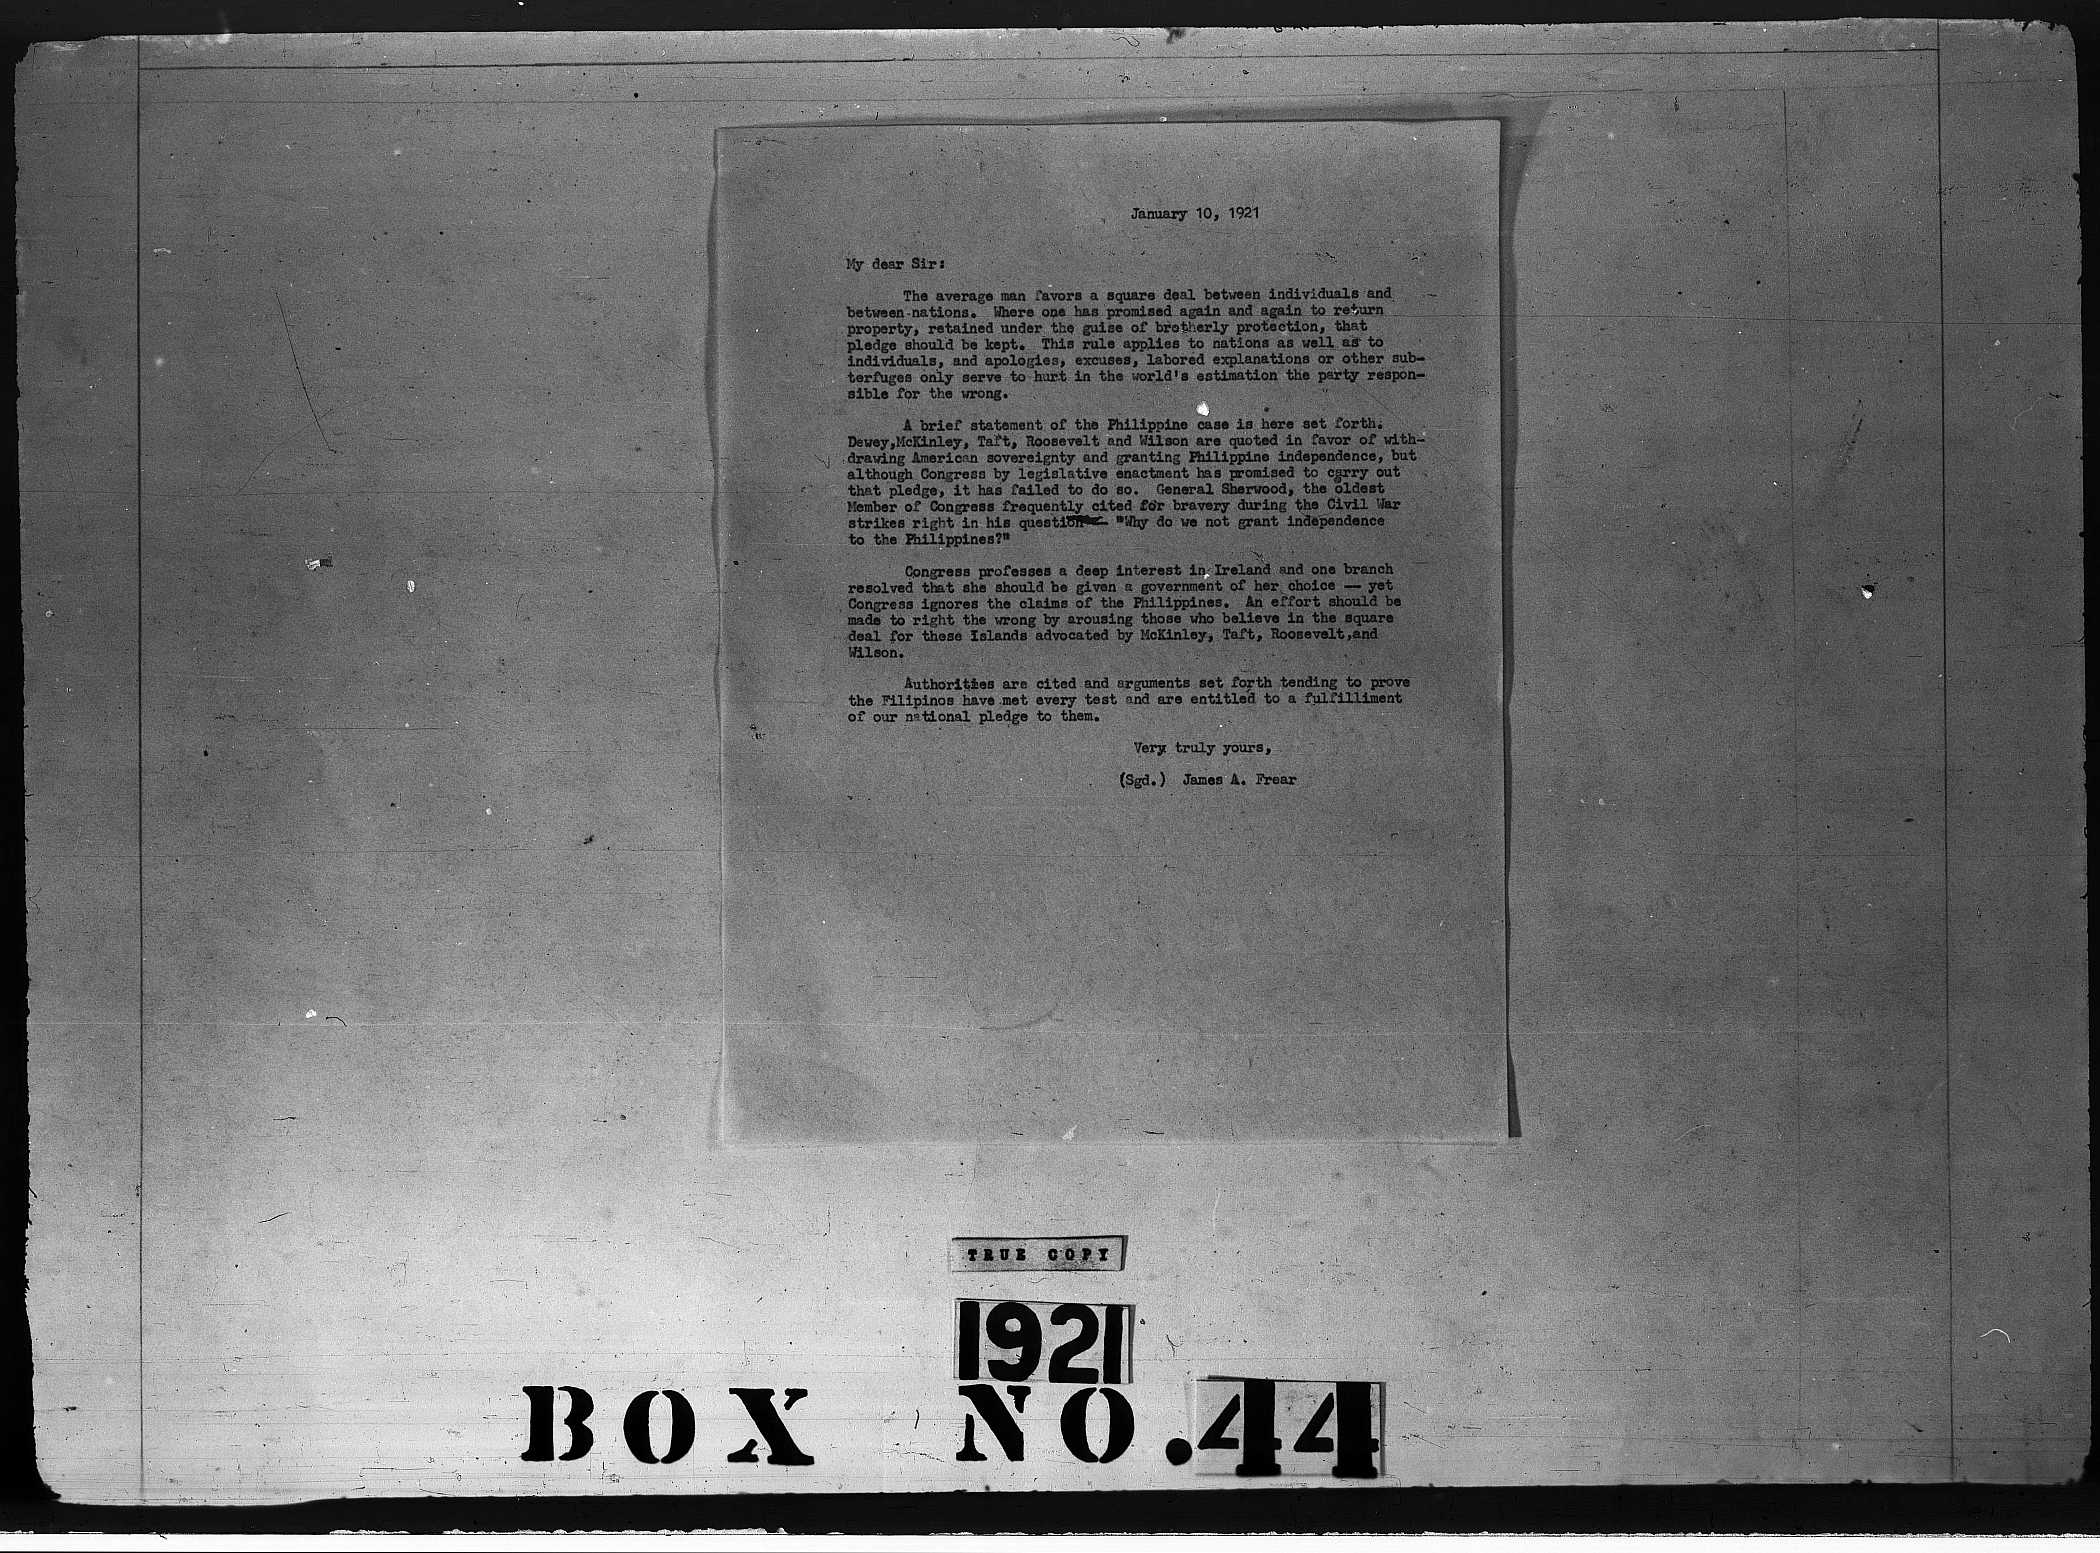 January 10, 1921
My dear Sir:
The average man favors a square deal between individuals and
between nations. Where one has promised again and again to return
property, retained under the guise of brotherly protection, that
pledge should be kept. This rule applies to nations as well as to
individuals, and apologies, excuses, labored explanations or other sub-
terfuges only serve to hurt in the world's estimation the party respon-
sible for the wrong.
A brief statement of the Philippine case is here set forth.
Dewey,McKinley, Taft, Roosevelt and Wilson are quoted in favor of with-
drawing American sovereignty and granting Philippine independence, but
although Congress by legislative enactment has promised to carry out
that pledge, it has failed to do so. General Sherwood, the oldest
Member of Congress frequently cited for bravery during the Civil War
strikes right in his question "Why do we not grant independence
to the Philippines?"
Congress professes a deep interest in Ireland and one branch
resolved that she should be given a government of her choice — yet
Congress ignores the claims of the Philippines. An effort should be
made to right the wrong by arousing those who believe in the square
deal for these Islands advocated by McKinley, Taft, Roosevelt,and
Wilson.
Authorities are cited and arguments set forth tending to prove
the Filipinos have met every test and are entitled to a fulfilliment
of our national pledge to them.
Very truly yours,
(Sgd.) James A. Frear
TRUE COPY
1921
BOX NO.44